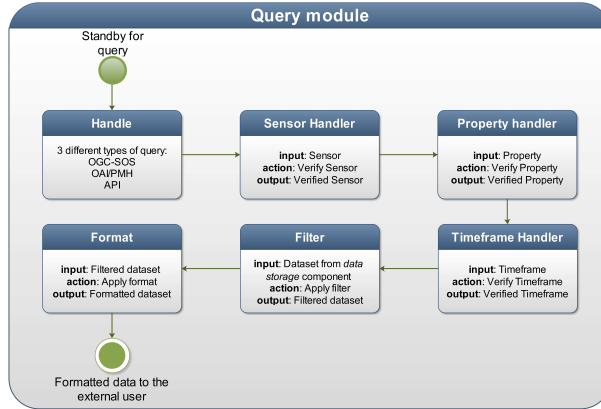 Query module
Standby for
query
Handle
3 different types of query:
OGC-SOS
OAI/PMH
API
Sensor Handler
input: Sensor
action: Verify Sensor
output: Verified Sensor
Property handler
input: Property
action: Verify Property
output: Verified Property
Timeframe Handler
input: Timeframe
action: Verify Timeframe
output: Verified Timeframe
Filter
input: Dataset from data
storage component
action: Apply filter
output: Filtered dataset
Format
input: Filtered dataset
action: Apply format
output: Formatted dataset
Formatted data to the
external user